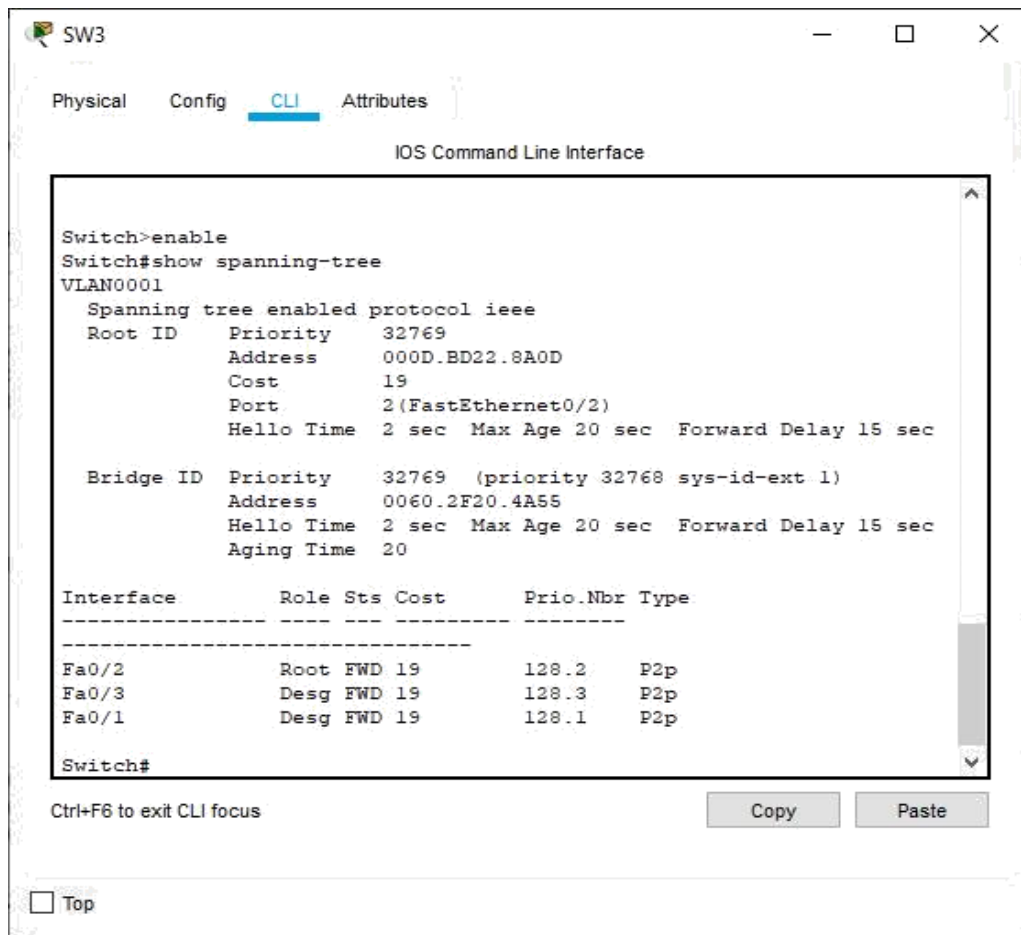 SW3
Physical Config CLI Attributes
IOS Command Line Interface
Switch>enable
Switch#show spanning-tree
VLAN0001
  Spanning tree enabled protocol ieee
  Root ID    Priority    32769
             Address     000D.BD22.8A0D
             Cost        19
             Port        2(FastEthernet0/2)
             Hello Time  2 sec  Max Age 20 sec  Forward Delay 15 sec
  Bridge ID  Priority    32769  (priority 32768 sys-id-ext 1)
             Address     0060.2F20.4A55
             Hello Time  2 sec  Max Age 20 sec  Forward Delay 15 sec
             Aging Time  20
Interface        Role Sts Cost      Prio.Nbr Type
---------------- ---- --- --------- --------
--------------------------------
Fa0/2            Root FWD 19        128.2    P2p
Fa0/3            Desg FWD 19        128.3    P2p
Fa0/1            Desg FWD 19        128.1    P2p
Switch#
Ctrl+F6 to exit CLI focus Copy Paste
Top